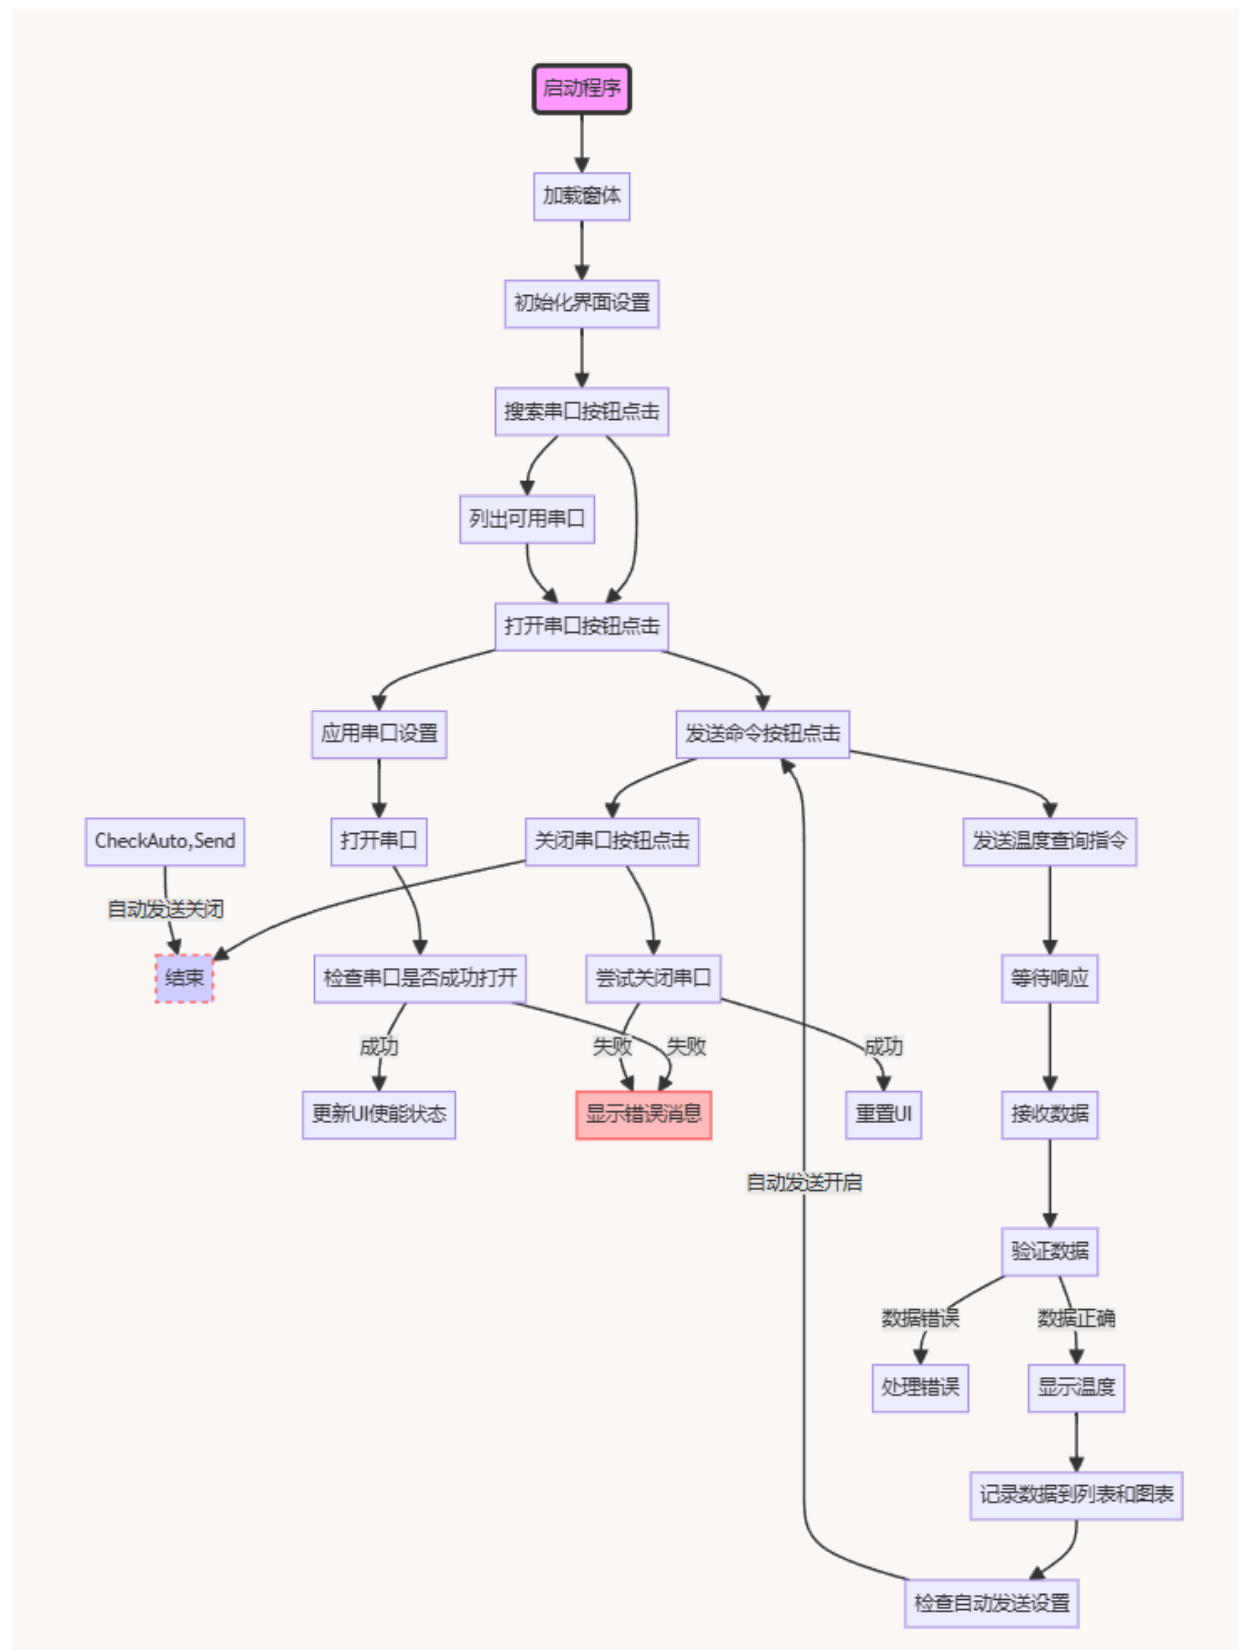 启动程序
加载窗体
初始化界面设置
搜索串口按钮点击
列出可用串口
打开串口按钮点击
应用串口设置
发送命令按钮点击
CheckAuto,Send
打开串口
关闭串口按钮点击
发送温度查询指令
自动发送关闭
结束
检查串口是否成功打开
尝试关闭串口
等待响应
成功
失败
失败
成功
更新UI使能状态
显示错误消息
重置UI
接收数据
自动发送开启
验证数据
数据错误
数据正确
处理错误
显示温度
记录数据到列表和图表
检查自动发送设置